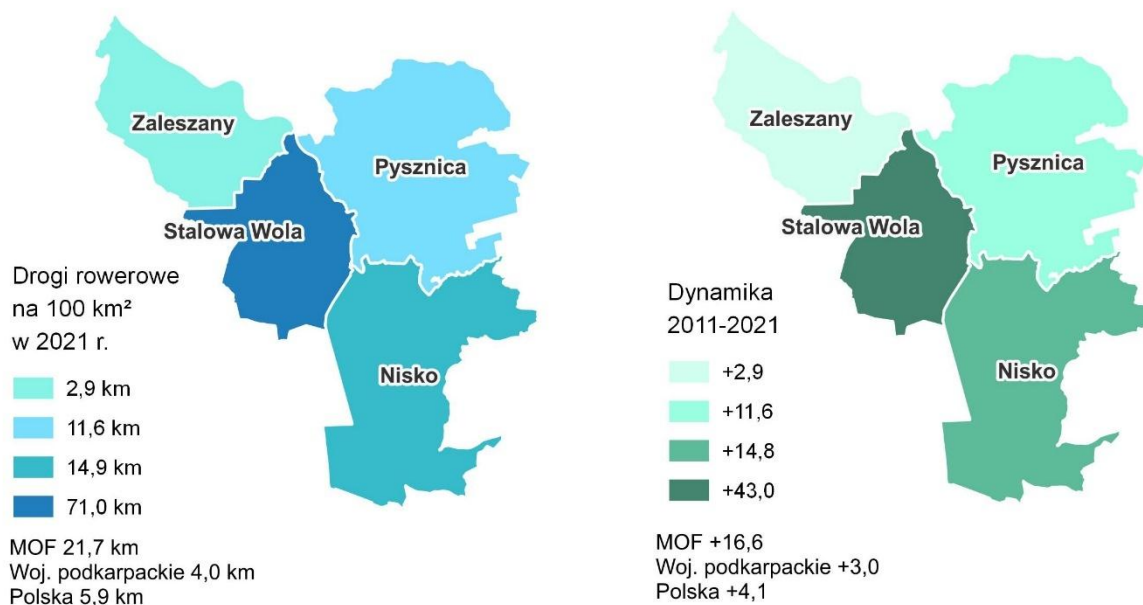 Zaleszany
Pysznica
Stalowa Wola
Nisko
Drogi rowerowe
na 100 km²
w 2021 r.
2,9 km
11,6 km
14,9 km
71,0 km
MOF 21,7 km
Woj. podkarpackie 4,0 km
Polska 5,9 km
Zaleszany
Pysznica
Stalowa Wola
Nisko
Dynamika
2011-2021
+2,9
+11,6
+14,8
+43,0
MOF +16,6
Woj. podkarpackie +3,0
Polska +4,1